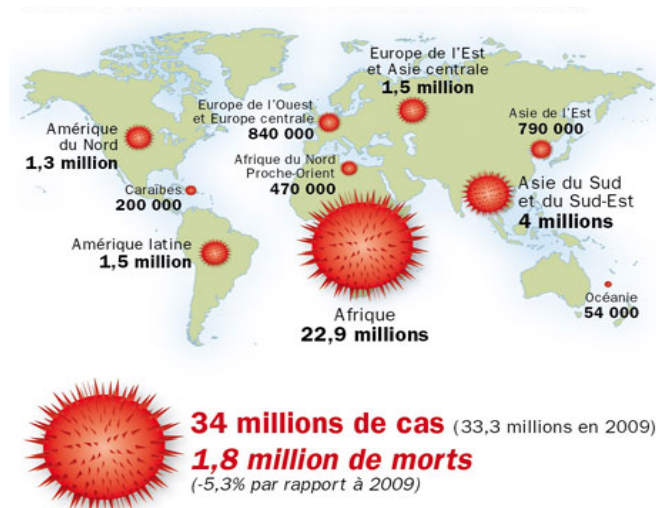 Europe de l'Est
et Asie centrale
1,5 million
Europe de l'Ouest
et Europe centrale
840 000
Asie de l'Est
790 000
Amérique
du Nord
1,3 million
Afrique du Nord
Proche-Orient
470 000
Caraïbes
200 000
Asie du Sud
et du Sud-Est
4 millions
Amérique latine
1,5 million
Océanie
54 000
Afrique
22,9 millions
34 millions de cas (33,3 millions en 2009)
1,8 million de morts
(-5,3% par rapport à 2009)